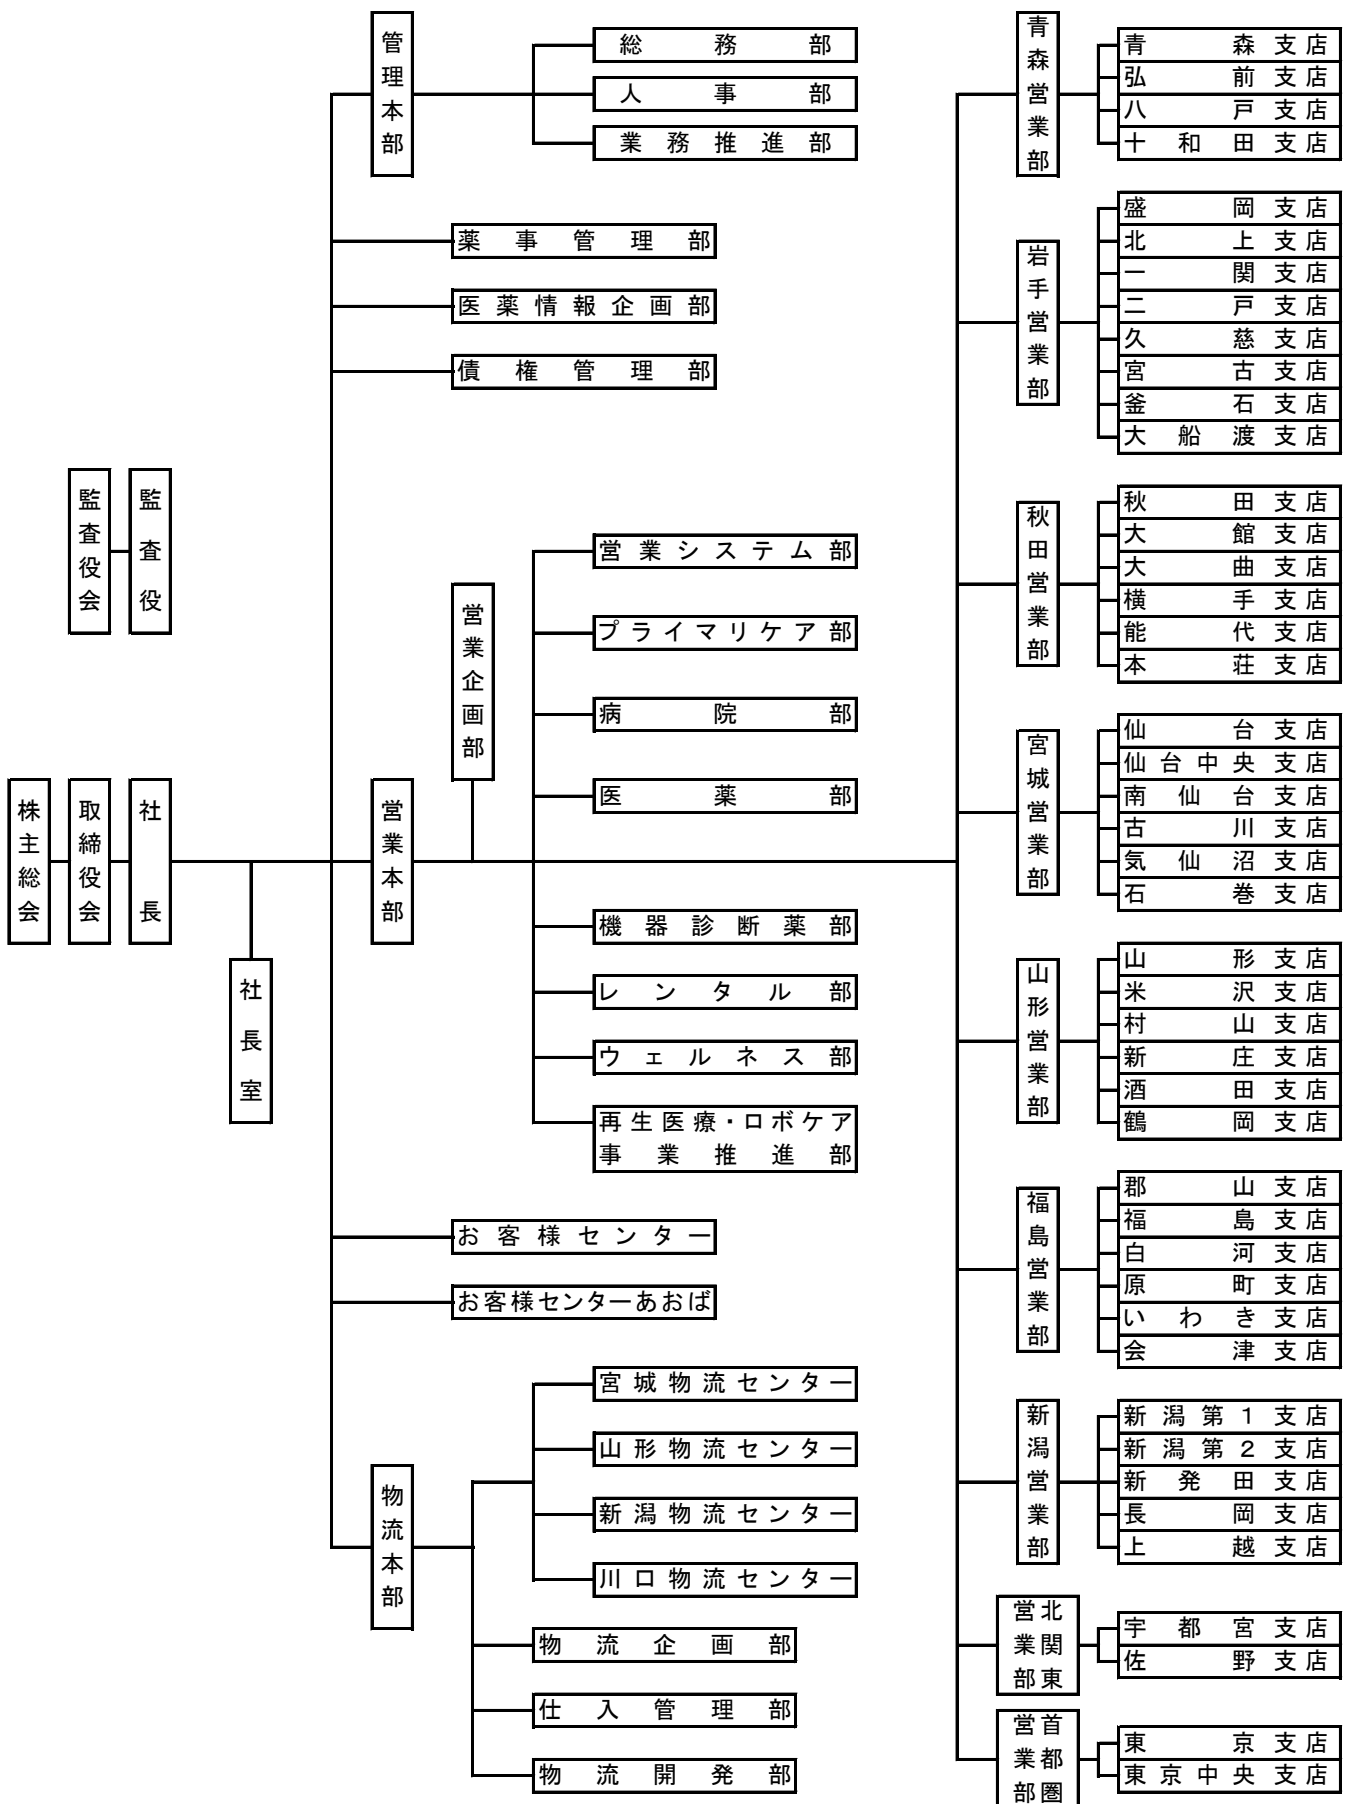 株主総会
取締役会
社長
監査役会
監査役
社長室
管理本部
総務部
人事部
業務推進部
薬事管理部
医薬情報企画部
債権管理部
営業本部
営業企画部
営業システム部
プライマリケア部
病院部
医薬部
機器診断薬部
レンタル部
ウェルネス部
再生医療・ロボケア
事業推進部
お客様センター
お客様センターあおば
物流本部
宮城物流センター
山形物流センター
新潟物流センター
川口物流センター
物流企画部
仕入管理部
物流開発部
青森営業部
青森支店
弘前支店
八戸支店
十和田支店
岩手営業部
盛岡支店
北上支店
一関支店
二戸支店
久慈支店
宮古支店
釜石支店
大船渡支店
秋田営業部
秋田支店
大館支店
大曲支店
横手支店
能代支店
本荘支店
宮城営業部
仙台支店
仙台中央支店
南仙台支店
古川支店
気仙沼支店
石巻支店
山形営業部
山形支店
米沢支店
村山支店
新庄支店
酒田支店
鶴岡支店
福島営業部
郡山支店
福島支店
白河支店
原町支店
いわき支店
会津支店
新潟営業部
新潟第1支店
新潟第2支店
新発田支店
長岡支店
上越支店
北関東
営業部
宇都宮支店
佐野支店
首都圏
営業部
東京支店
東京中央支店